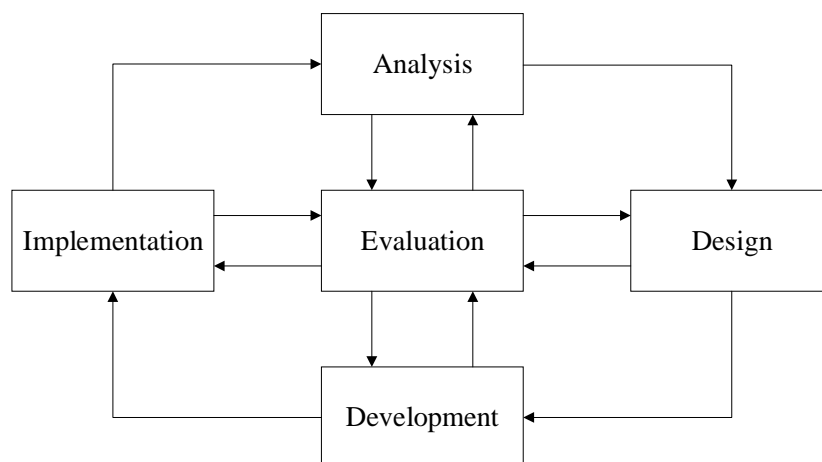 Analysis
Implementation
Evaluation
Design
Development